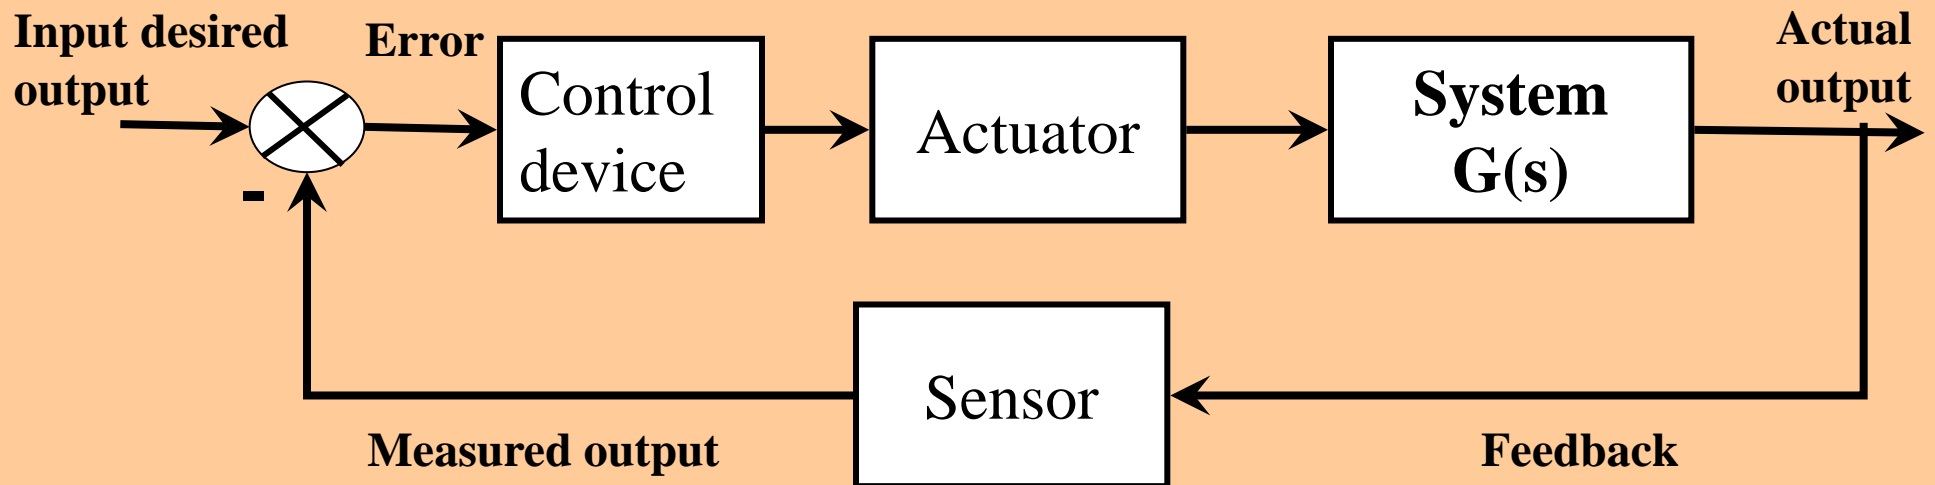 Input desired
output
Error
Control
device
Actuator
System
G(s)
Actual
output
-
Sensor
Measured output
Feedback